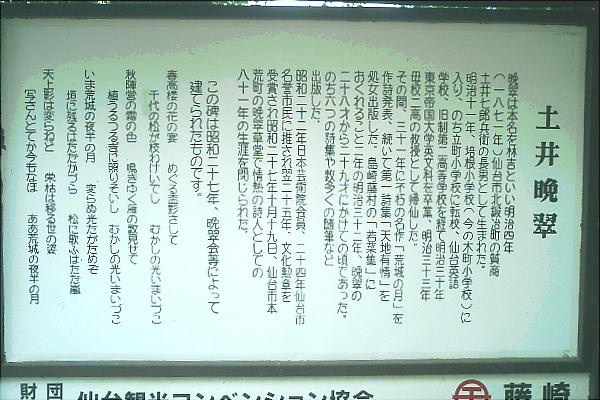 土井晩翠
晩翠は本名を林吉といい明治四年
(一八七一年)仙台市北鍛冶町の質商
土井七郎兵衛の長男として生まれた。
明治十一年、培根小学校(今の木町小学校)に
入り、のち立町小学校に転校、仙台英語
学校、旧制第二高等学校を経て明治三十年
東京帝国大学英文科を卒業、明治三十三年
母校二高の教授として帰仙した。
その間、三十一年に不朽の名作「荒城の月」を
作詩発表、続いて第一詩集「天地有情」を
処女出版した。島崎藤村の「若菜集」に
おくれること二年の明治三十二年、晩翠の
二十八才から二十九才にかけての頃であった。
のち六つの詩集や数多くの随筆など
出版した。
昭和二十二年日本芸術院会員、二十四年仙台市
名誉市民に推され翌二十五年、文化勲章を
受賞され昭和二十七年十月十九日、仙台市本
荒町の晩翠草堂で情熱の詩人としての
八十一年の生涯を閉じられた。
この碑は昭和二十七年、晩翠会等によって
建てられたものです。
春高樓の花の宴 めぐる盃影さして
千代の松が枝わけいでし むかしの光いまいづこ
秋陣営の霜の色 鳴きゆく雁の数見せて
植うるつるぎに照りそいし むかしの光いまいづこ
いま荒城の夜半の月 変らぬ光たがためぞ
垣に残るはただかづら 松に歌ふはただ嵐
天上影は変らねど 栄枯は移る世の姿
写さんとてか今もなほ ああ荒城の夜半の月
財団
仙台観光コンベンション協会
藤崎